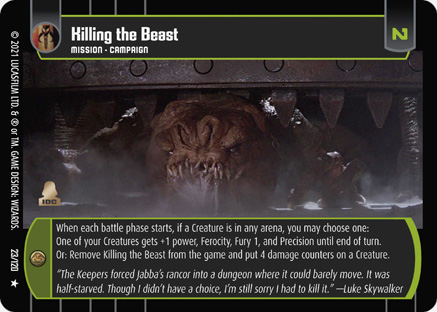 Killing the Beast
MISSION • CAMPAIGN
N
© 2021 LUCASFILM LTD. & ® or TM. GAME DESIGN: WIZARDS.
IDC
23/120
When each battle phase starts, if a Creature is in any arena, you may choose one:
One of your Creatures gets +1 power, Ferocity, Fury 1, and Precision until end of turn.
Or: Remove Killing the Beast from the game and put 4 damage counters on a Creature.
“The Keepers forced Jabba's rancor into a dungeon where it could barely move. It was
half-starved. Though I didn't have a choice, I'm still sorry I had to kill it.” —Luke Skywalker